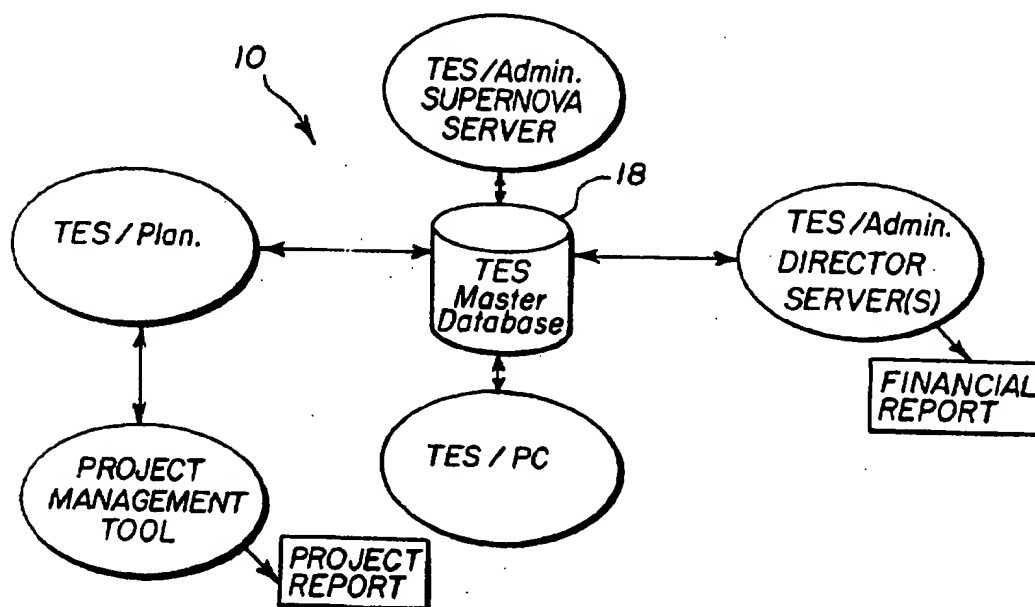 10
TES/Admin.
SUPERNOVA
SERVER
18
TES/Plan.
TES
Master
Database
TES/Admin.
DIRECTOR
SERVER(S)
FINANCIAL
REPORT
TES/PC
PROJECT
MANAGEMENT
TOOL
PROJECT
REPORT